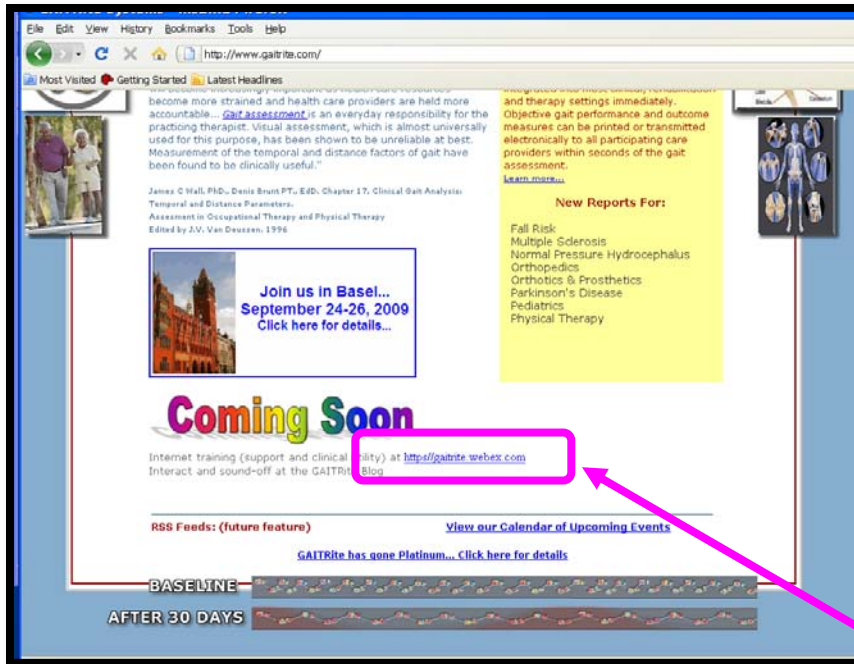 File Edit View History Bookmarks Tools Help
http://www.gaitrite.com/
Most Visited Getting Started Latest Headlines
become more strained and health care providers are held more
accountable... Gait assessment is an everyday responsibility for the
practicing therapist. Visual assessment, which is almost universally
used for this purpose, has been shown to be unreliable at best.
Measurement of the temporal and distance factors of gait have
been found to be clinically useful."
James C Wall, PhD., Denis Brunt PT., EdD. Chapter 17, Clinical Gait Analysis:
Temporal and Distance Parameters.
Assesment in Occupational Therapy and Physical Therapy
Edited by J.V. Van Deussen, 1996
and therapy settings immediately.
Objective gait performance and outcome
measures can be printed or transmitted
electronically to all participating care
providers within seconds of the gait
assessment.
Learn more...
New Reports For:
Fall Risk
Multiple Sclerosis
Normal Pressure Hydrocephalus
Orthopedics
Orthotics & Prosthetics
Parkinson's Disease
Pediatrics
Physical Therapy
Join us in Basel...
September 24-26, 2009
Click here for details...
Coming Soon
Internet training (support and clinical utility) at https//gaitrite.webex.com
Interact and sound-off at the GAITRite Blog
RSS Feeds: (future feature)
View our Calendar of Upcoming Events
GAITRite has gone Platinum... Click here for details
BASELINE
AFTER 30 DAYS